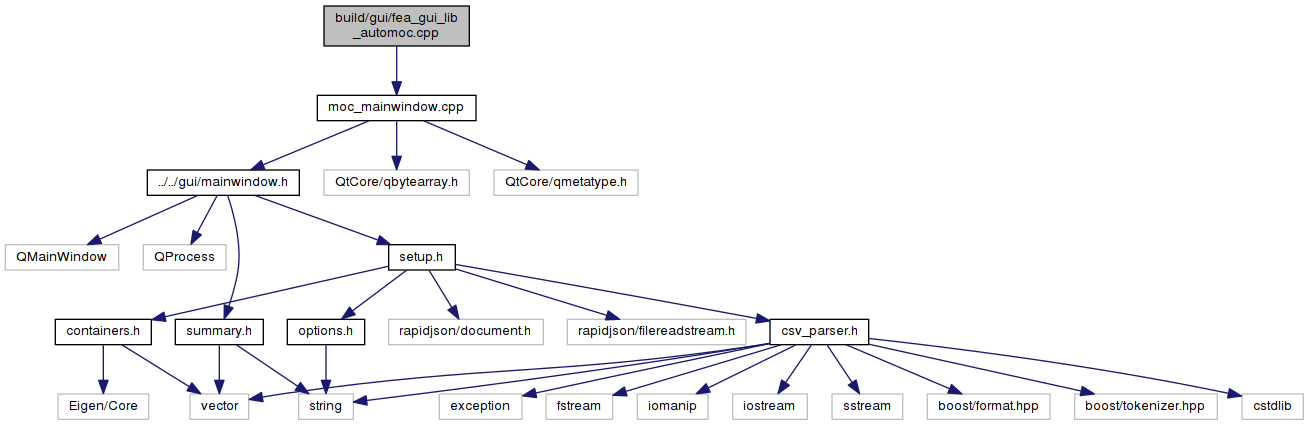 build/gui/fea_gui_lib
_automoc.cpp
moc_mainwindow.cpp
../../gui/mainwindow.h
QtCore/qbytearray.h
QtCore/qmetatype.h
QMainWindow
QProcess
setup.h
containers.h
summary.h
options.h
rapidjson/document.h
rapidjson/filereadstream.h
csv_parser.h
Eigen/Core
vector
string
exception
fstream
iomanip
iostream
sstream
boost/format.hpp
boost/tokenizer.hpp
cstdlib